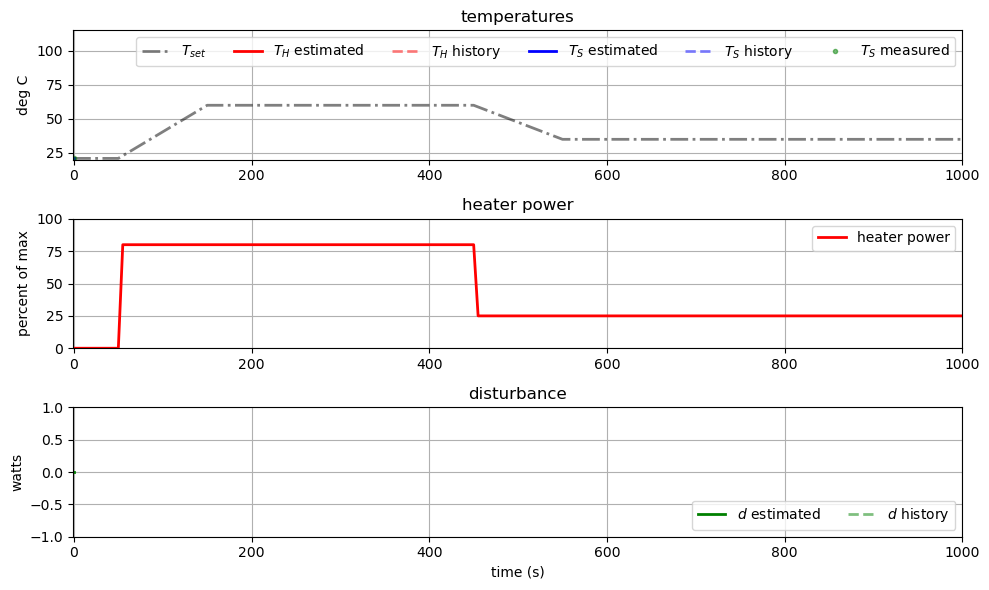 temperatures
deg C
100
75
50
25
T_set T_H estimated T_H history T_S estimated T_S history T_S measured
0 200 400 600 800 1000
heater power
percent of max
100
75
50
25
0
heater power
0 200 400 600 800 1000
disturbance
watts
1.0
0.5
0.0
−0.5
−1.0
d estimated d history
0 200 400 600 800 1000
time (s)